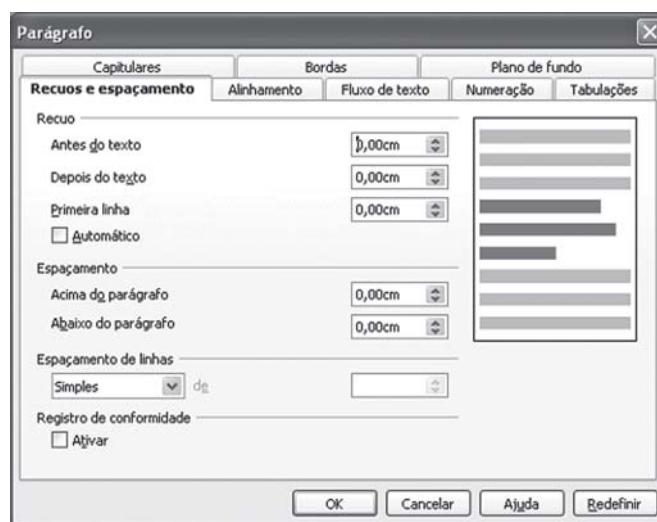 Parágrafo
Capitulares Bordas Plano de fundo
Recuos e espaçamento Alinhamento Fluxo de texto Numeração Tabulações
Recuo
Antes do texto 0,00cm
Depois do texto 0,00cm
Primeira linha 0,00cm
Automático
Espaçamento
Acima do parágrafo 0,00cm
Abaixo do parágrafo 0,00cm
Espaçamento de linhas
Simples de
Registro de conformidade
Ativar
OK Cancelar Ajuda Redefinir